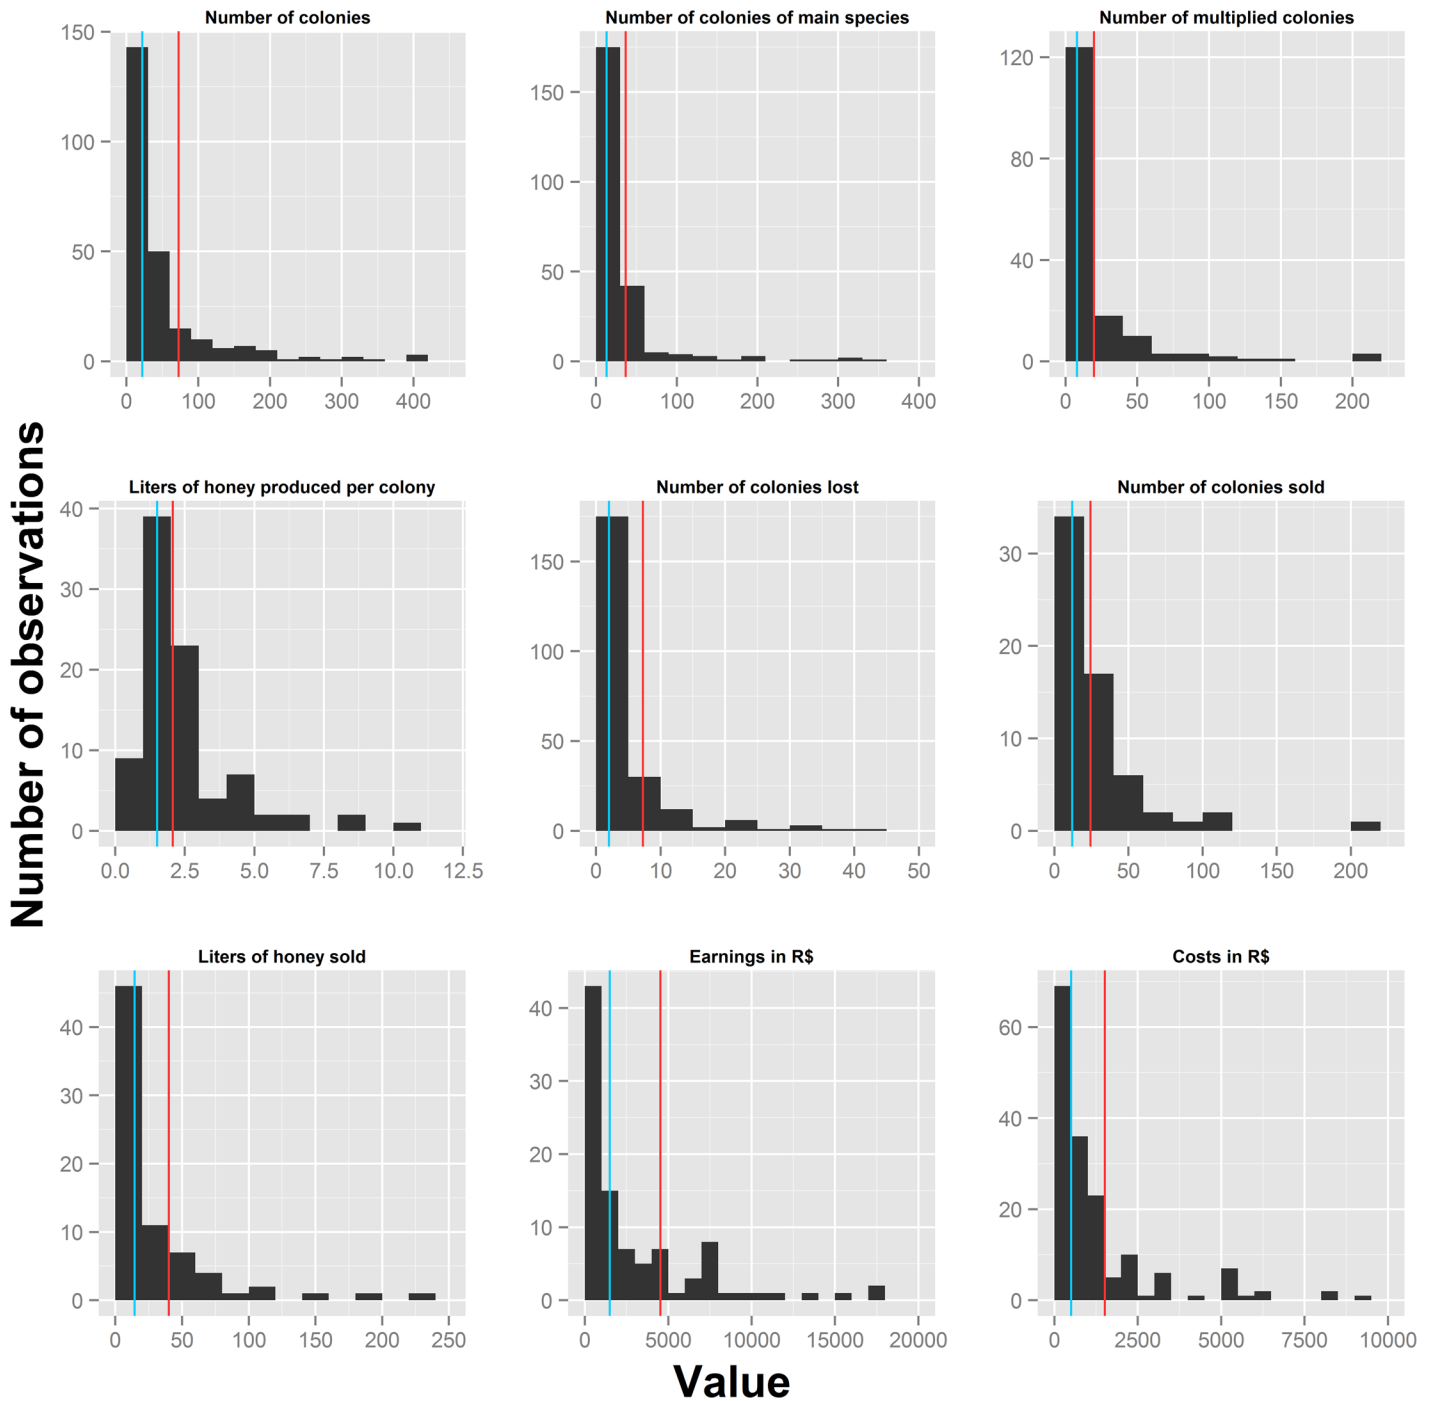 Number of colonies
150
100
50
0
0 100 200 300 400
Number of colonies of main species
150
100
50
0
0 100 200 300 400
Number of multiplied colonies
120
80
40
0
0 50 100 150 200
Number of observations
Liters of honey produced per colony
40
30
20
10
0
0.0 2.5 5.0 7.5 10.0 12.5
Number of colonies lost
150
100
50
0
0 10 20 30 40 50
Number of colonies sold
30
20
10
0
0 50 100 150 200
Liters of honey sold
40
30
20
10
0
0 50 100 150 200 250
Earnings in R$
40
30
20
10
0
0 5000 10000 15000 20000
Costs in R$
60
40
20
0
0 2500 5000 7500 10000
Value